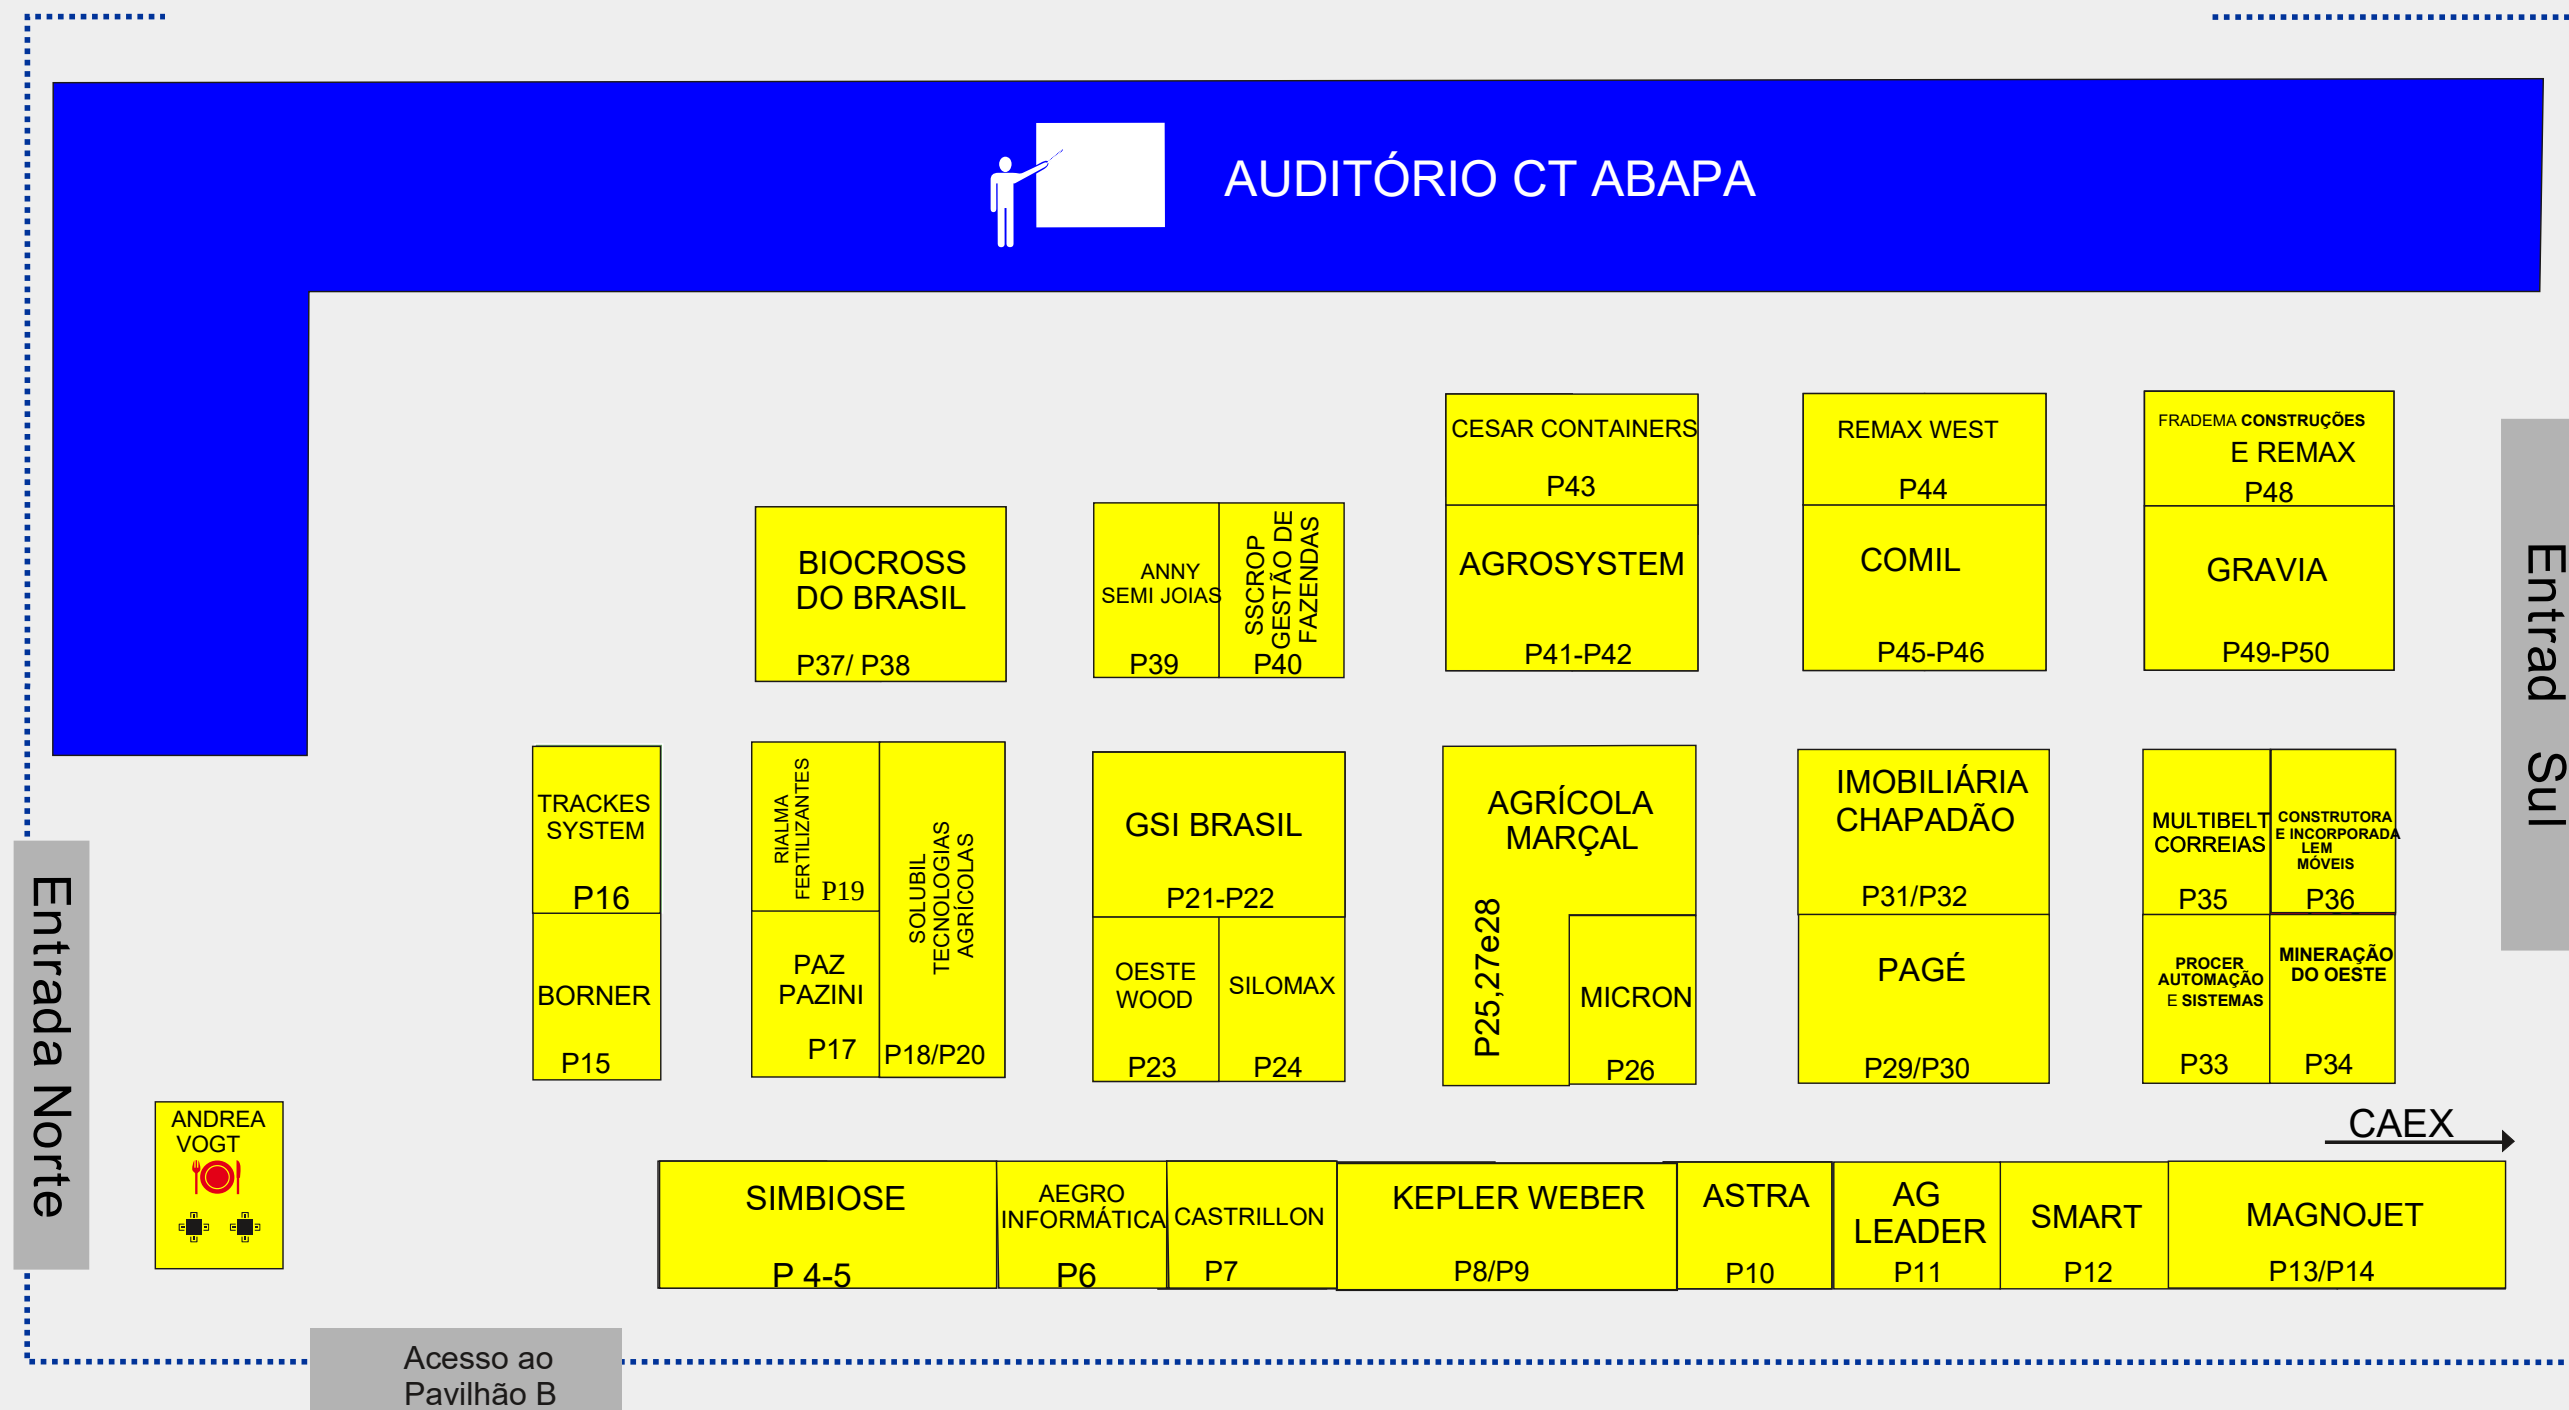 AUDITÓRIO CT ABAPA
CESAR CONTAINERS
P43
REMAX WEST
P44
FRADEMA CONSTRUÇÕES
E REMAX
P48
BIOCROSS
DO BRASIL
P37/ P38
ANNY
SEMI JOIAS
P39
SSCROP
GESTÃO DE
FAZENDAS
P40
AGROSYSTEM
P41-P42
COMIL
P45-P46
GRAVIA
P49-P50
Entrad Sul
TRACKES
SYSTEM
P16
RIALMA
FERTILIZANTES
P19
SOLUBIL
TECNOLOGIAS
AGRÍCOLAS
P18/P20
GSI BRASIL
P21-P22
AGRÍCOLA
MARÇAL
P25,27e28
IMOBILIÁRIA
CHAPADÃO
P31/P32
MULTIBELT
CORREIAS
P35
CONSTRUTORA
E INCORPORADA
LEM
MÓVEIS
P36
Entrada Norte
BORNER
P15
PAZ
PAZINI
P17
OESTE
WOOD
P23
SILOMAX
P24
MICRON
P26
PAGÉ
P29/P30
PROCER
AUTOMAÇÃO
E SISTEMAS
P33
MINERAÇÃO
DO OESTE
P34
CAEX
ANDREA
VOGT
SIMBIOSE
P 4-5
AEGRO
INFORMÁTICA
P6
CASTRILLON
P7
KEPLER WEBER
P8/P9
ASTRA
P10
AG
LEADER
P11
SMART
P12
MAGNOJET
P13/P14
Acesso ao
Pavilhão B